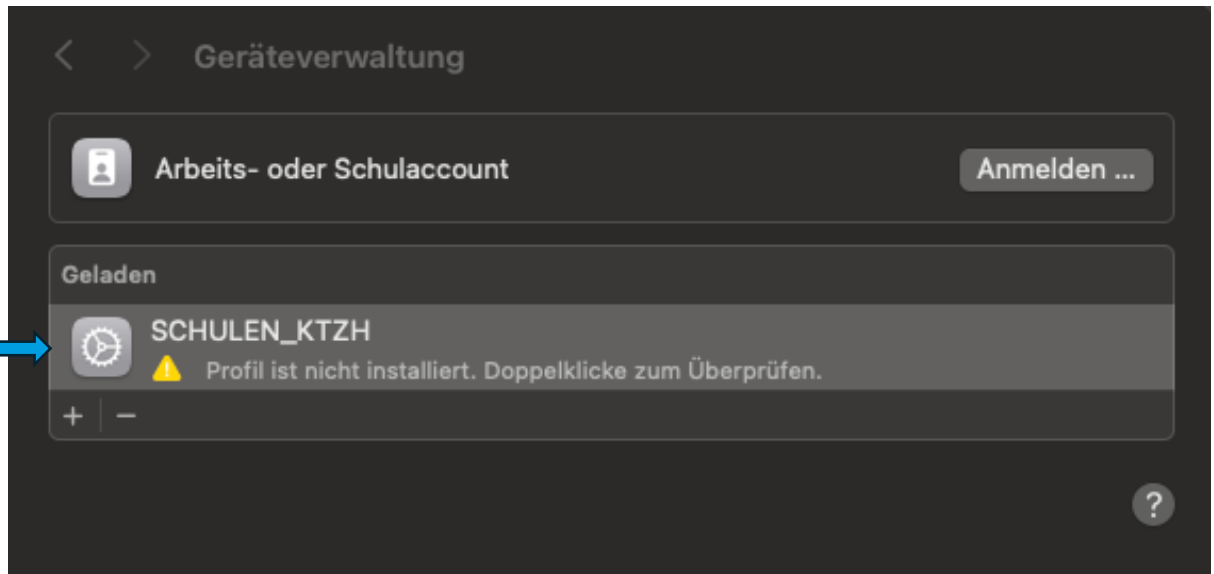 Geräteverwaltung
Arbeits- oder Schulaccount
Anmelden ...
Geladen
SCHULEN_KTZH
Profil ist nicht installiert. Doppelklicke zum Überprüfen.
+ −
?